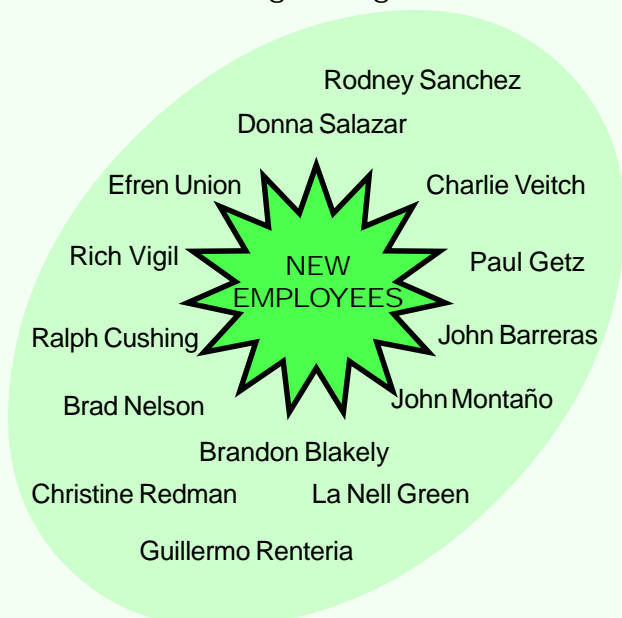 Rodney Sanchez
Donna Salazar
Efren Union
Charlie Veitch
Rich Vigil
Paul Getz
NEW
EMPLOYEES
Ralph Cushing
John Barreras
Brad Nelson
John Montaño
Brandon Blakely
Christine Redman
La Nell Green
Guillermo Renteria